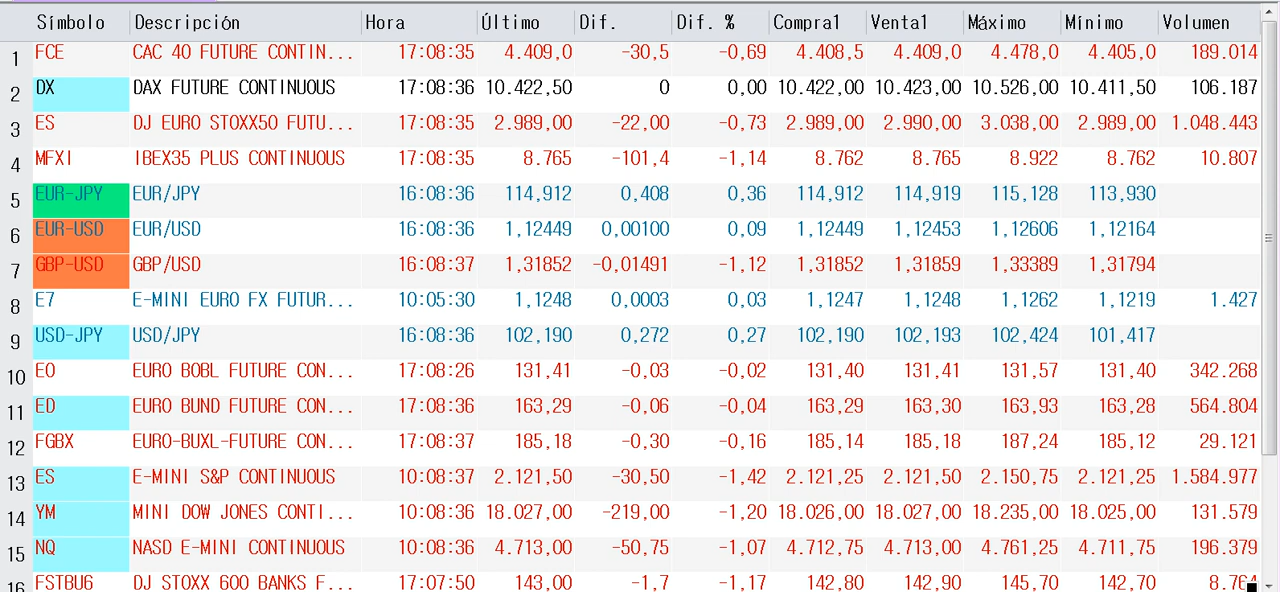 Símbolo Descripción Hora Último Dif. Dif. % Compra1 Venta1 Máximo Mínimo Volumen
1 FCE CAC 40 FUTURE CONTIN... 17:08:35 4.409,0 -30,5 -0,69 4.408,5 4.409,0 4.478,0 4.405,0 189.014
2 DX DAX FUTURE CONTINUOUS 17:08:36 10.422,50 0 0,00 10.422,00 10.423,00 10.526,00 10.411,50 106.187
3 ES DJ EURO STOXX50 FUTU... 17:08:35 2.989,00 -22,00 -0,73 2.989,00 2.990,00 3.038,00 2.989,00 1.048.443
4 MFXI IBEX35 PLUS CONTINUOUS 17:08:35 8.765 -101,4 -1,14 8.762 8.765 8.922 8.762 10.807
5 EUR-JPY EUR/JPY 16:08:36 114,912 0,408 0,36 114,912 114,919 115,128 113,930
6 EUR-USD EUR/USD 16:08:36 1,12449 0,00100 0,09 1,12449 1,12453 1,12606 1,12164
7 GBP-USD GBP/USD 16:08:37 1,31852 -0,01491 -1,12 1,31852 1,31859 1,33389 1,31794
8 E7 E-MINI EURO FX FUTUR... 10:05:30 1,1248 0,0003 0,03 1,1247 1,1248 1,1262 1,1219 1.427
9 USD-JPY USD/JPY 16:08:36 102,190 0,272 0,27 102,190 102,193 102,424 101,417
10 EO EURO BOBL FUTURE CON... 17:08:26 131,41 -0,03 -0,02 131,40 131,41 131,57 131,40 342.268
11 ED EURO BUND FUTURE CON... 17:08:36 163,29 -0,06 -0,04 163,29 163,30 163,93 163,28 564.804
12 FGBX EURO-BUXL-FUTURE CON... 17:08:37 185,18 -0,30 -0,16 185,14 185,18 187,24 185,12 29.121
13 ES E-MINI S&P CONTINUOUS 10:08:37 2.121,50 -30,50 -1,42 2.121,25 2.121,50 2.150,75 2.121,25 1.584.977
14 YM MINI DOW JONES CONTI... 10:08:36 18.027,00 -219,00 -1,20 18.026,00 18.027,00 18.235,00 18.025,00 131.579
15 NQ NASD E-MINI CONTINUOUS 10:08:36 4.713,00 -50,75 -1,07 4.712,75 4.713,00 4.761,25 4.711,75 196.379
16 FSTBU6 DJ STOXX 600 BANKS F... 17:07:50 143,00 -1,7 -1,17 142,80 142,90 145,70 142,70 8.764